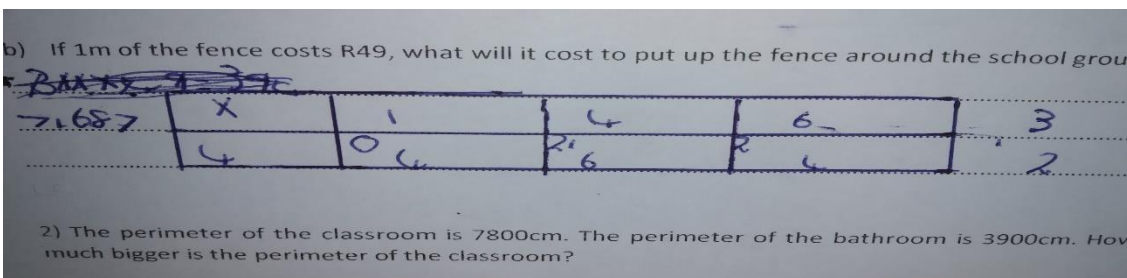 b) If 1m of the fence costs R49, what will it cost to put up the fence around the school grou
7,687 X 1 4 6 3
4 0 4 2 6 2 4 2
2) The perimeter of the classroom is 7800cm. The perimeter of the bathroom is 3900cm. How
much bigger is the perimeter of the classroom?